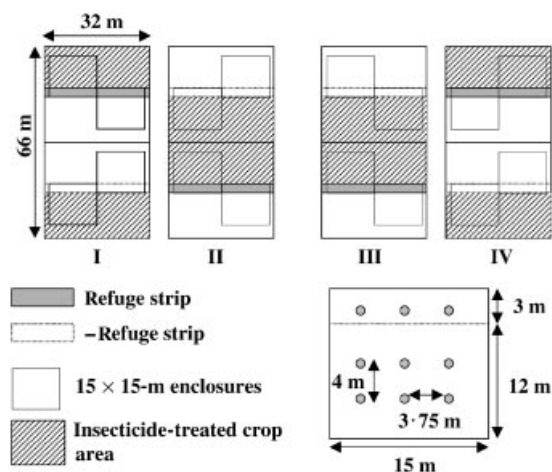 32 m
66 m
I
II
III
IV
Refuge strip
–Refuge strip
15 × 15-m enclosures
Insecticide-treated crop
area
3 m
12 m
4 m
3·75 m
15 m